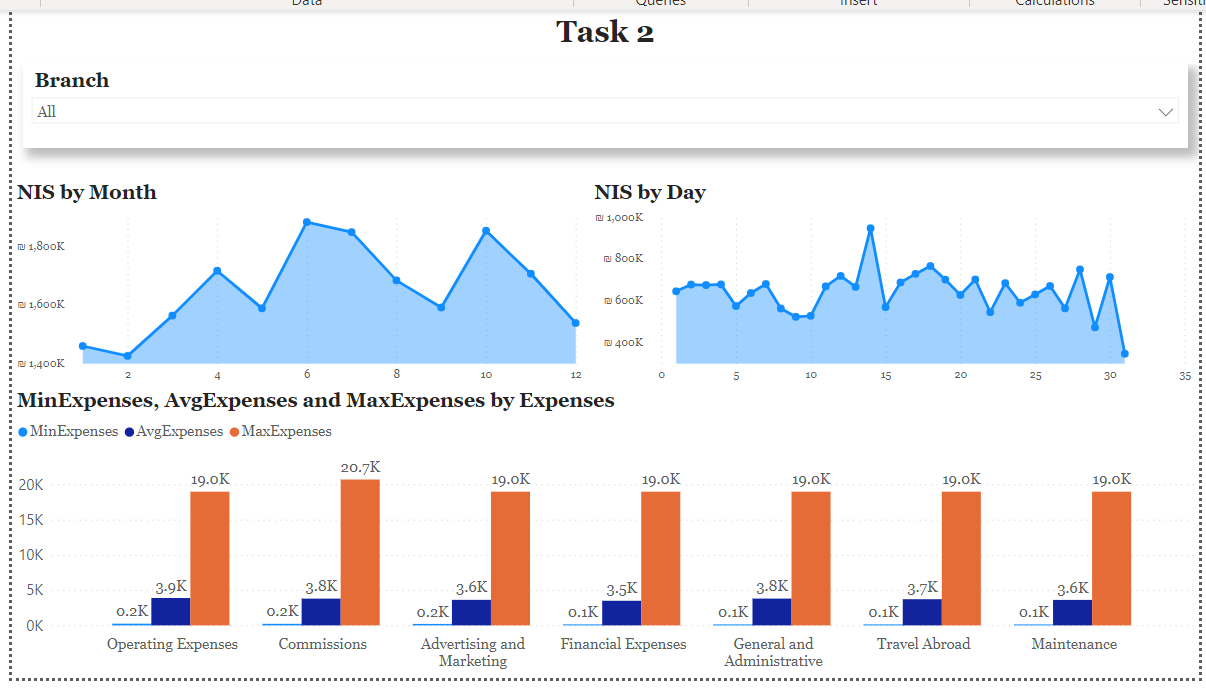 Data Queries Insert Calculations
Task 2
Branch
All
NIS by Month
₪ 1,800K
₪ 1,600K
₪ 1,400K
2 4 6 8 10 12
NIS by Day
₪ 1,000K
₪ 800K
₪ 600K
₪ 400K
0 5 10 15 20 25 30 35
MinExpenses, AvgExpenses and MaxExpenses by Expenses
MinExpenses AvgExpenses MaxExpenses
20K
15K
10K
5K
0K
0.2K 3.9K 19.0K
0.2K 3.8K 20.7K
0.2K 3.6K 19.0K
0.1K 3.5K 19.0K
0.1K 3.8K 19.0K
0.1K 3.7K 19.0K
0.1K 3.6K 19.0K
Operating Expenses
Commissions
Advertising and
Marketing
Financial Expenses
General and
Administrative
Travel Abroad
Maintenance